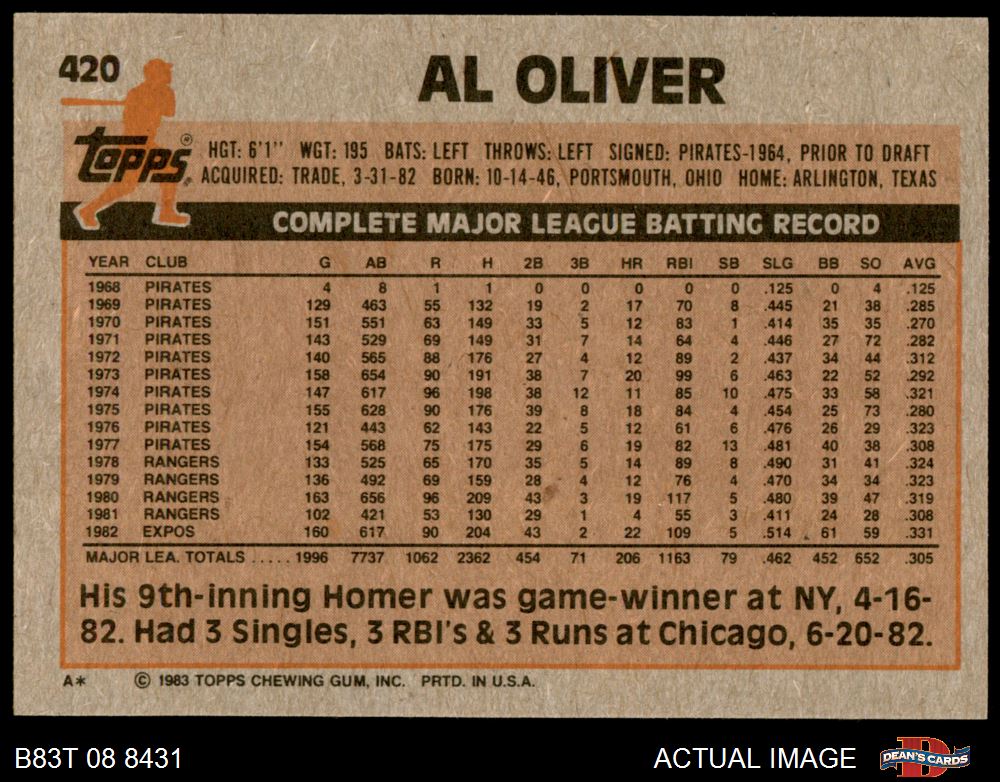 420
AL OLIVER
topps®
HGT: 6'1" WGT: 195 BATS: LEFT THROWS: LEFT SIGNED: PIRATES-1964, PRIOR TO DRAFT
ACQUIRED: TRADE, 3-31-82 BORN: 10-14-46, PORTSMOUTH, OHIO HOME: ARLINGTON, TEXAS
COMPLETE MAJOR LEAGUE BATTING RECORD
YEAR CLUB G AB R H 2B 3B HR RBI SB SLG BB SO AVG
1968 PIRATES 4 8 1 1 0 0 0 0 0 .125 0 4 .125
1969 PIRATES 129 463 55 132 19 2 17 70 8 .445 21 38 .285
1970 PIRATES 151 551 63 149 33 5 12 83 1 .414 35 35 .270
1971 PIRATES 143 529 69 149 31 7 14 64 4 .446 27 72 .282
1972 PIRATES 140 565 88 176 27 4 12 89 2 .437 34 44 .312
1973 PIRATES 158 654 90 191 38 7 20 99 6 .463 22 52 .292
1974 PIRATES 147 617 96 198 38 12 11 85 10 .475 33 58 .321
1975 PIRATES 155 628 90 176 39 8 18 84 4 .454 25 73 .280
1976 PIRATES 121 443 62 143 22 5 12 61 6 .476 26 29 .323
1977 PIRATES 154 568 75 175 29 6 19 82 13 .481 40 38 .308
1978 RANGERS 133 525 65 170 35 5 14 89 8 .490 31 41 .324
1979 RANGERS 136 492 69 159 28 4 12 76 4 .470 34 34 .323
1980 RANGERS 163 656 96 209 43 3 19 117 5 .480 39 47 .319
1981 RANGERS 102 421 53 130 29 1 4 55 3 .411 24 28 .308
1982 EXPOS 160 617 90 204 43 2 22 109 5 .514 61 59 .331
MAJOR LEA. TOTALS ..... 1996 7737 1062 2362 454 71 206 1163 79 .462 452 652 .305
His 9th-inning Homer was game-winner at NY, 4-16-
82. Had 3 Singles, 3 RBI's & 3 Runs at Chicago, 6-20-82.
A* © 1983 TOPPS CHEWING GUM, INC. PRTD. IN U.S.A.
B83T 08 8431 ACTUAL IMAGE DEAN'S CARDS